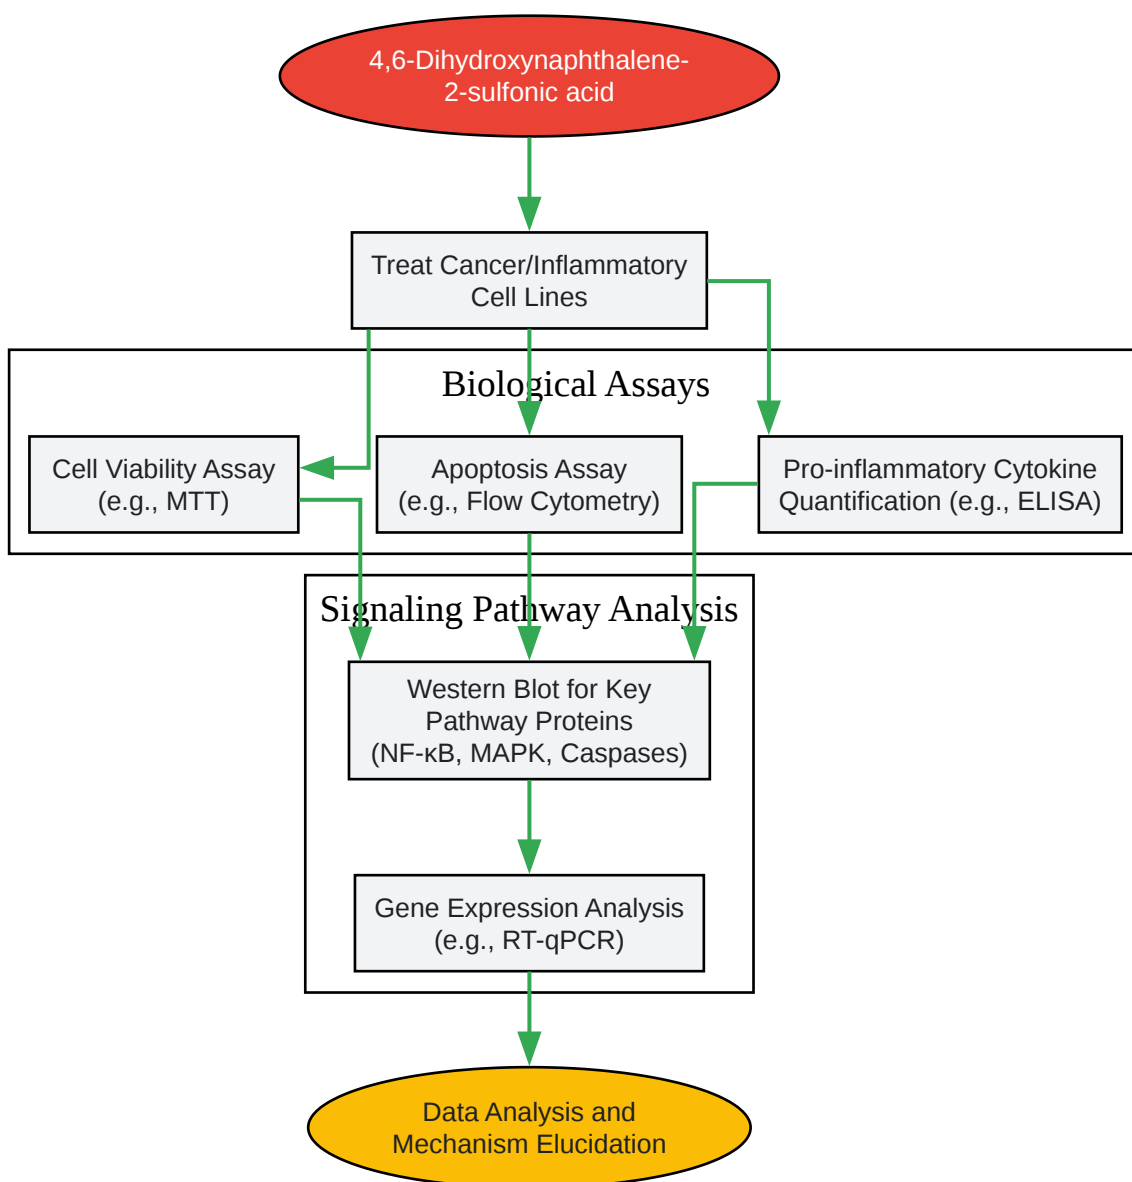 4,6-Dihydroxynaphthalene-
2-sulfonic acid
Treat Cancer/Inflammatory
Cell Lines
Biological Assays
Cell Viability Assay
(e.g., MTT)
Apoptosis Assay
(e.g., Flow Cytometry)
Pro-inflammatory Cytokine
Quantification (e.g., ELISA)
Signaling Pathway Analysis
Western Blot for Key
Pathway Proteins
(NF-κB, MAPK, Caspases)
Gene Expression Analysis
(e.g., RT-qPCR)
Data Analysis and
Mechanism Elucidation